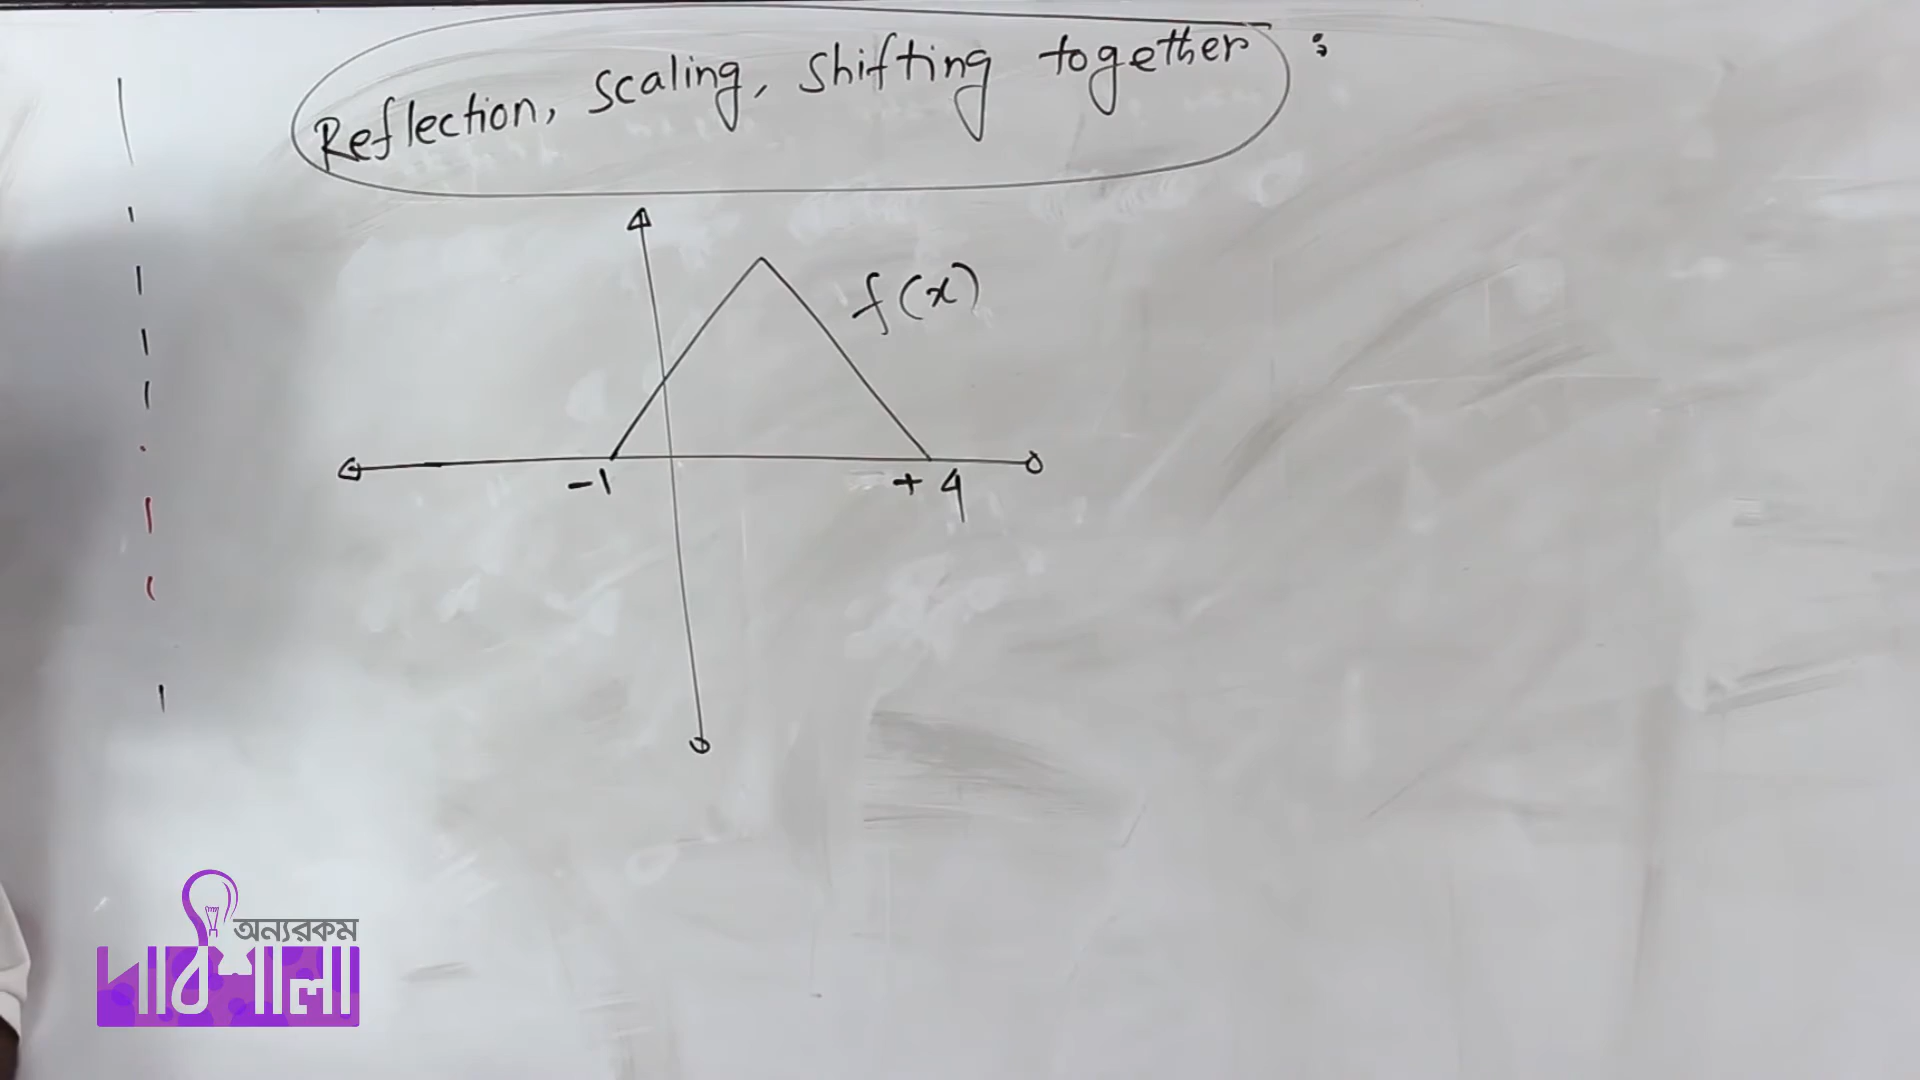 Reflection, Scaling, Shifting together :
f(x)
-1
+ 4
অন্যরকম
পাঠশালা